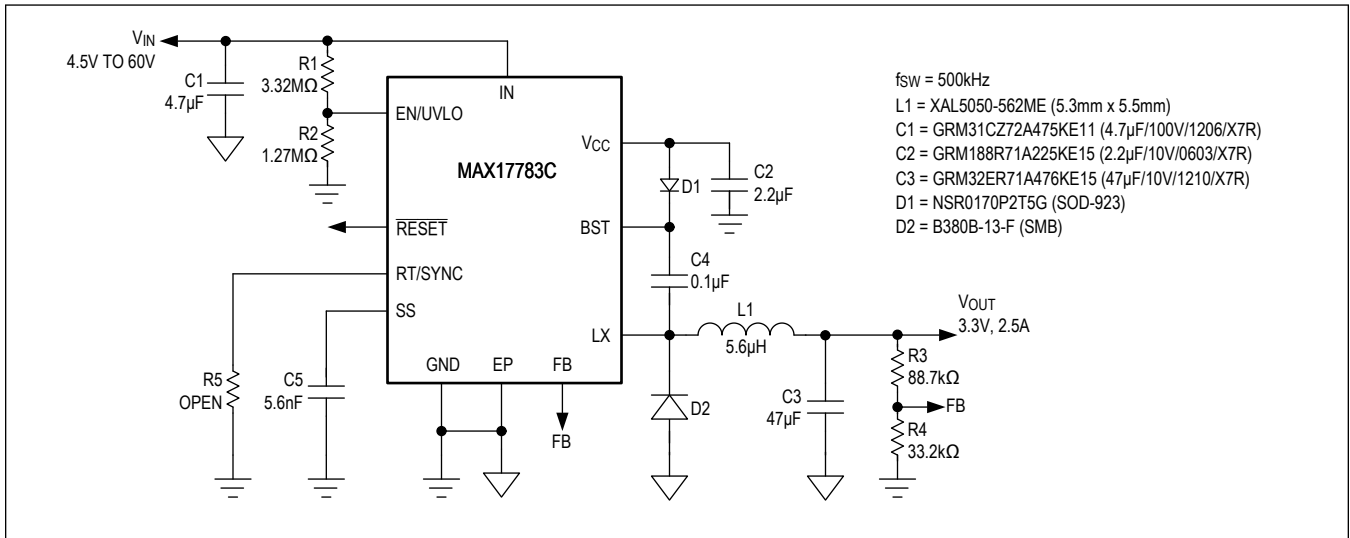 VIN
4.5V TO 60V
C1
4.7µF
R1
3.32MΩ
R2
1.27MΩ
IN
EN/UVLO
MAX17783C
VCC
D1
C2
2.2µF
RESET
BST
RT/SYNC
C4
0.1µF
SS
LX
L1
5.6µH
VOUT
3.3V, 2.5A
R5
OPEN
C5
5.6nF
GND
EP
FB
FB
D2
C3
47µF
R3
88.7kΩ
FB
R4
33.2kΩ
fSW = 500kHz
L1 = XAL5050-562ME (5.3mm x 5.5mm)
C1 = GRM31CZ72A475KE11 (4.7µF/100V/1206/X7R)
C2 = GRM188R71A225KE15 (2.2µF/10V/0603/X7R)
C3 = GRM32ER71A476KE15 (47µF/10V/1210/X7R)
D1 = NSR0170P2T5G (SOD-923)
D2 = B380B-13-F (SMB)